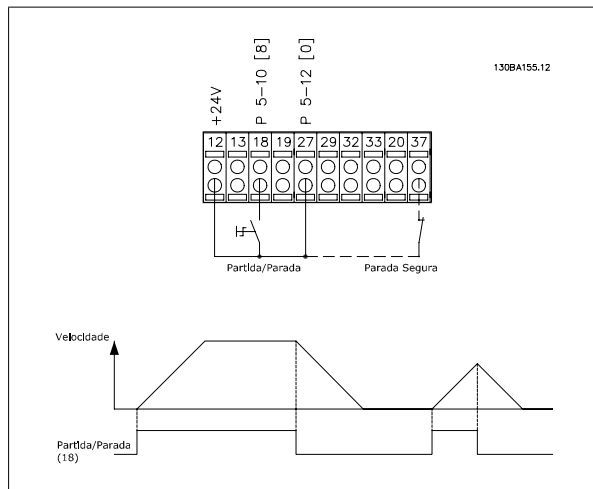 130BA155.12
+24V
P 5-10 [8]
P 5-12 [0]
12 13 18 19 27 29 32 33 20 37
Partida/Parada
Parada Segura
Velocidade
Partida/Parada
(18)